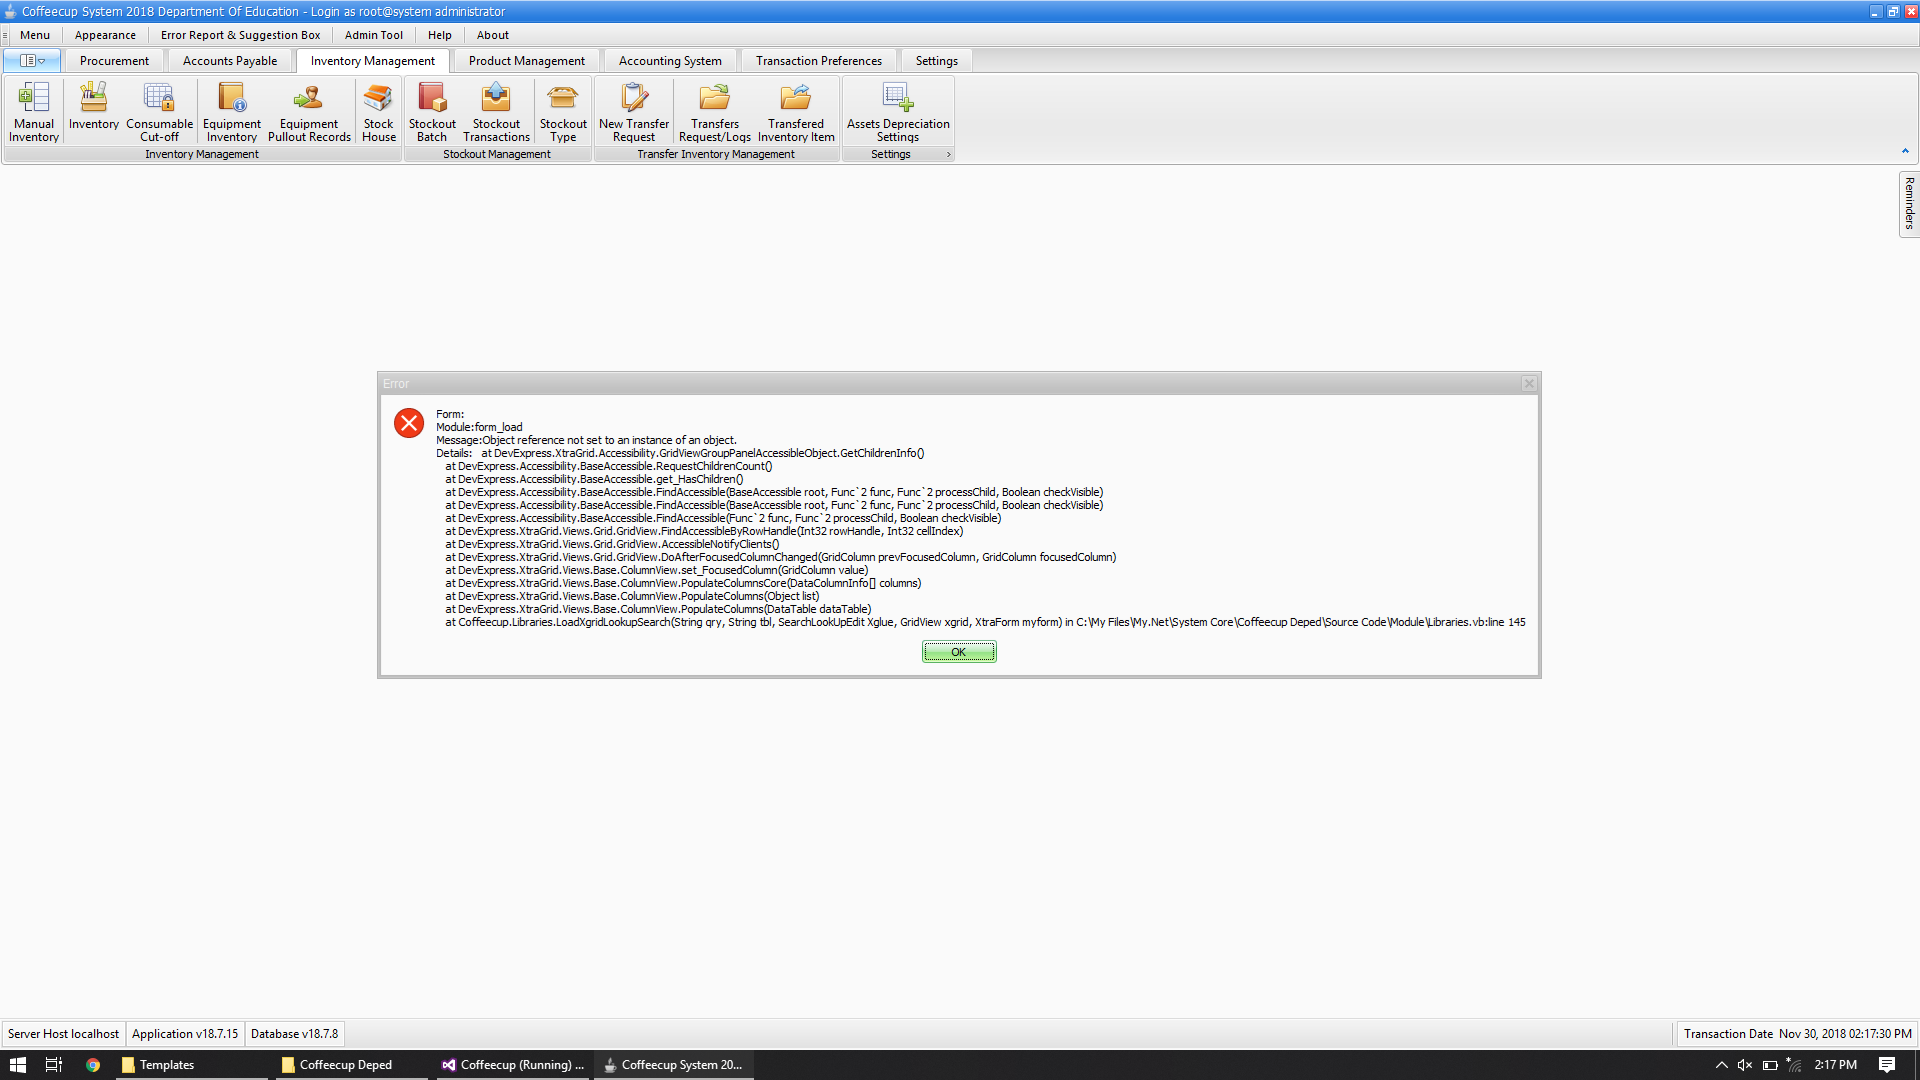 Coffeecup System 2018 Department Of Education - Login as root@system administrator
Menu Appearance Error Report & Suggestion Box Admin Tool Help About
Procurement Accounts Payable Inventory Management Product Management Accounting System Transaction Preferences Settings
Manual Inventory Inventory Consumable Cut-off Equipment Inventory Equipment Pullout Records Stock House Stockout Batch Stockout Transactions Stockout Type New Transfer Request Transfers Request/Logs Transfered Inventory Item Assets Depreciation Settings
Inventory Management Stockout Management Transfer Inventory Management Settings
Reminders
Error
Form:
Module:form_load
Message:Object reference not set to an instance of an object.
Details:   at DevExpress.XtraGrid.Accessibility.GridViewGroupPanelAccessibleObject.GetChildrenInfo()
at DevExpress.Accessibility.BaseAccessible.RequestChildrenCount()
at DevExpress.Accessibility.BaseAccessible.get_HasChildren()
at DevExpress.Accessibility.BaseAccessible.FindAccessible(BaseAccessible root, Func`2 func, Func`2 processChild, Boolean checkVisible)
at DevExpress.Accessibility.BaseAccessible.FindAccessible(BaseAccessible root, Func`2 func, Func`2 processChild, Boolean checkVisible)
at DevExpress.Accessibility.BaseAccessible.FindAccessible(Func`2 func, Func`2 processChild, Boolean checkVisible)
at DevExpress.XtraGrid.Views.Grid.GridView.FindAccessibleByRowHandle(Int32 rowHandle, Int32 cellIndex)
at DevExpress.XtraGrid.Views.Grid.GridView.AccessibleNotifyClients()
at DevExpress.XtraGrid.Views.Grid.GridView.DoAfterFocusedColumnChanged(GridColumn prevFocusedColumn, GridColumn focusedColumn)
at DevExpress.XtraGrid.Views.Base.ColumnView.set_FocusedColumn(GridColumn value)
at DevExpress.XtraGrid.Views.Base.ColumnView.PopulateColumnsCore(DataColumnInfo[] columns)
at DevExpress.XtraGrid.Views.Base.ColumnView.PopulateColumns(Object list)
at DevExpress.XtraGrid.Views.Base.ColumnView.PopulateColumns(DataTable dataTable)
at Coffeecup.Libraries.LoadXgridLookupSearch(String qry, String tbl, SearchLookUpEdit Xglue, GridView xgrid, XtraForm myform) in C:\My Files\My.Net\System Core\Coffeecup Deped\Source Code\Module\Libraries.vb:line 145
OK
Server Host localhost Application v18.7.15 Database v18.7.8 Transaction Date Nov 30, 2018 02:17:30 PM
Templates Coffeecup Deped Coffeecup (Running) ... Coffeecup System 20... 2:17 PM